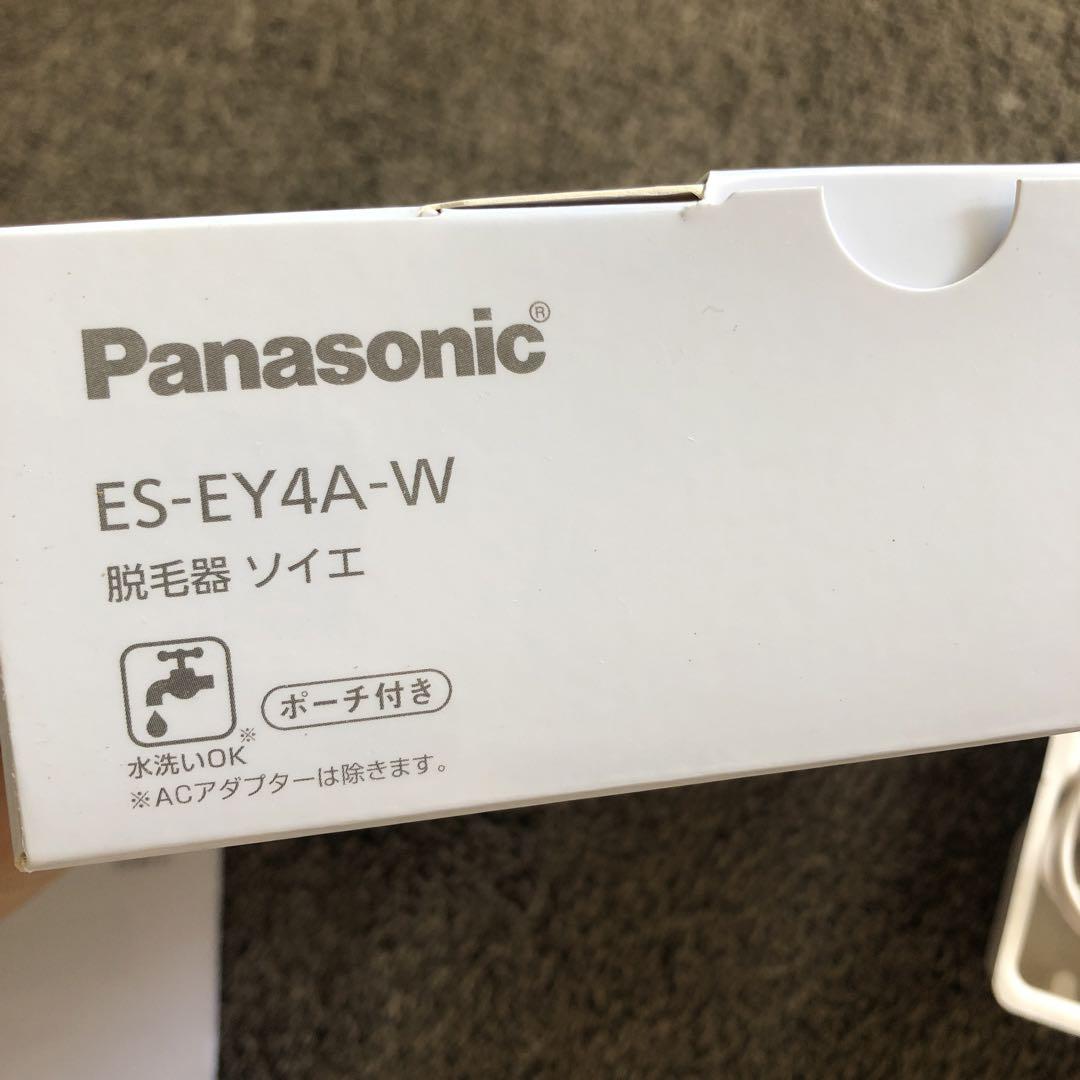 Panasonic®
ES-EY4A-W
脱毛器 ソイエ
ポーチ付き
水洗いOK※
※ACアダプターは除きます。